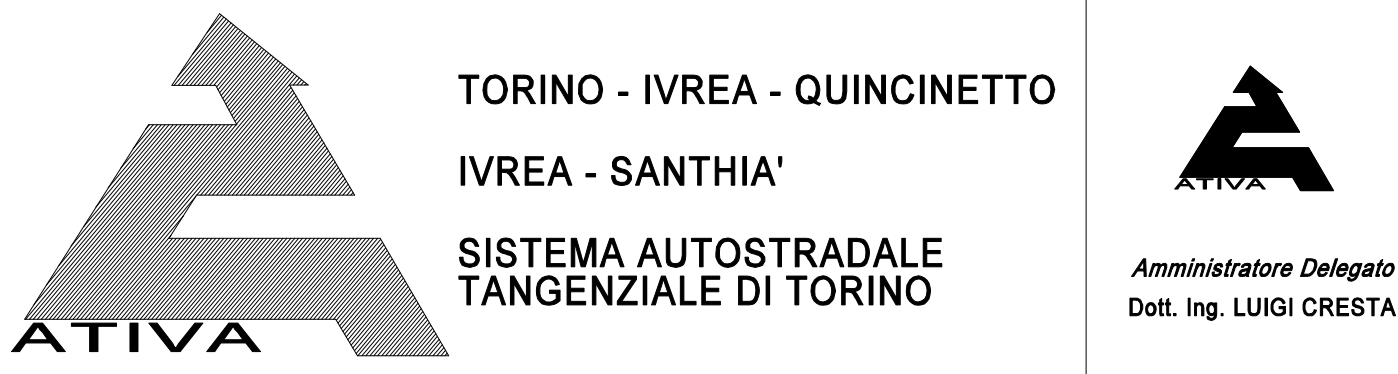 ATIVA
TORINO - IVREA - QUINCINETTO
IVREA - SANTHIA'
SISTEMA AUTOSTRADALE
TANGENZIALE DI TORINO
ATIVA
Amministratore Delegato
Dott. Ing. LUIGI CRESTA